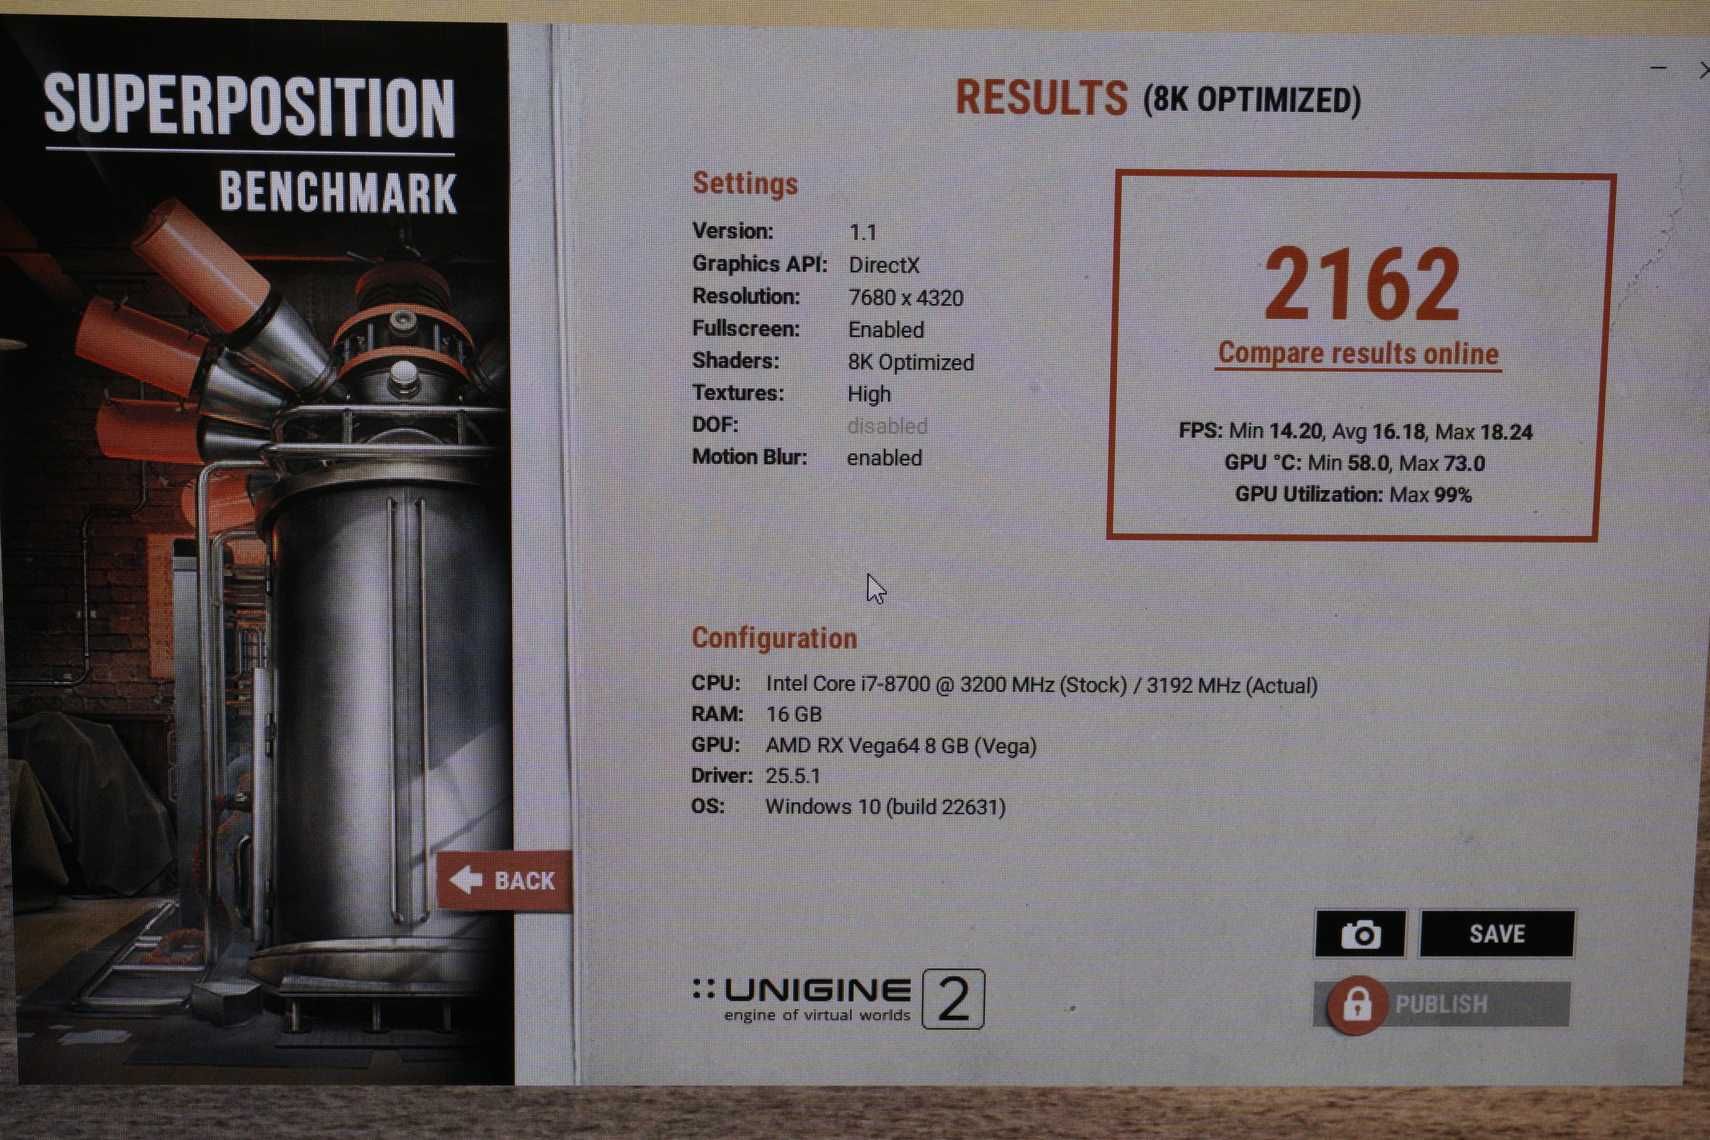 SUPERPOSITION
BENCHMARK
RESULTS (8K OPTIMIZED)
Settings
Version: 1.1
Graphics API: DirectX
Resolution: 7680 x 4320
Fullscreen: Enabled
Shaders: 8K Optimized
Textures: High
DOF: disabled
Motion Blur: enabled
2162
Compare results online
FPS: Min 14.20, Avg 16.18, Max 18.24
GPU °C: Min 58.0, Max 73.0
GPU Utilization: Max 99%
Configuration
CPU: Intel Core i7-8700 @ 3200 MHz (Stock) / 3192 MHz (Actual)
RAM: 16 GB
GPU: AMD RX Vega64 8 GB (Vega)
Driver: 25.5.1
OS: Windows 10 (build 22631)
BACK
SAVE
PUBLISH
UNIGINE 2
engine of virtual worlds